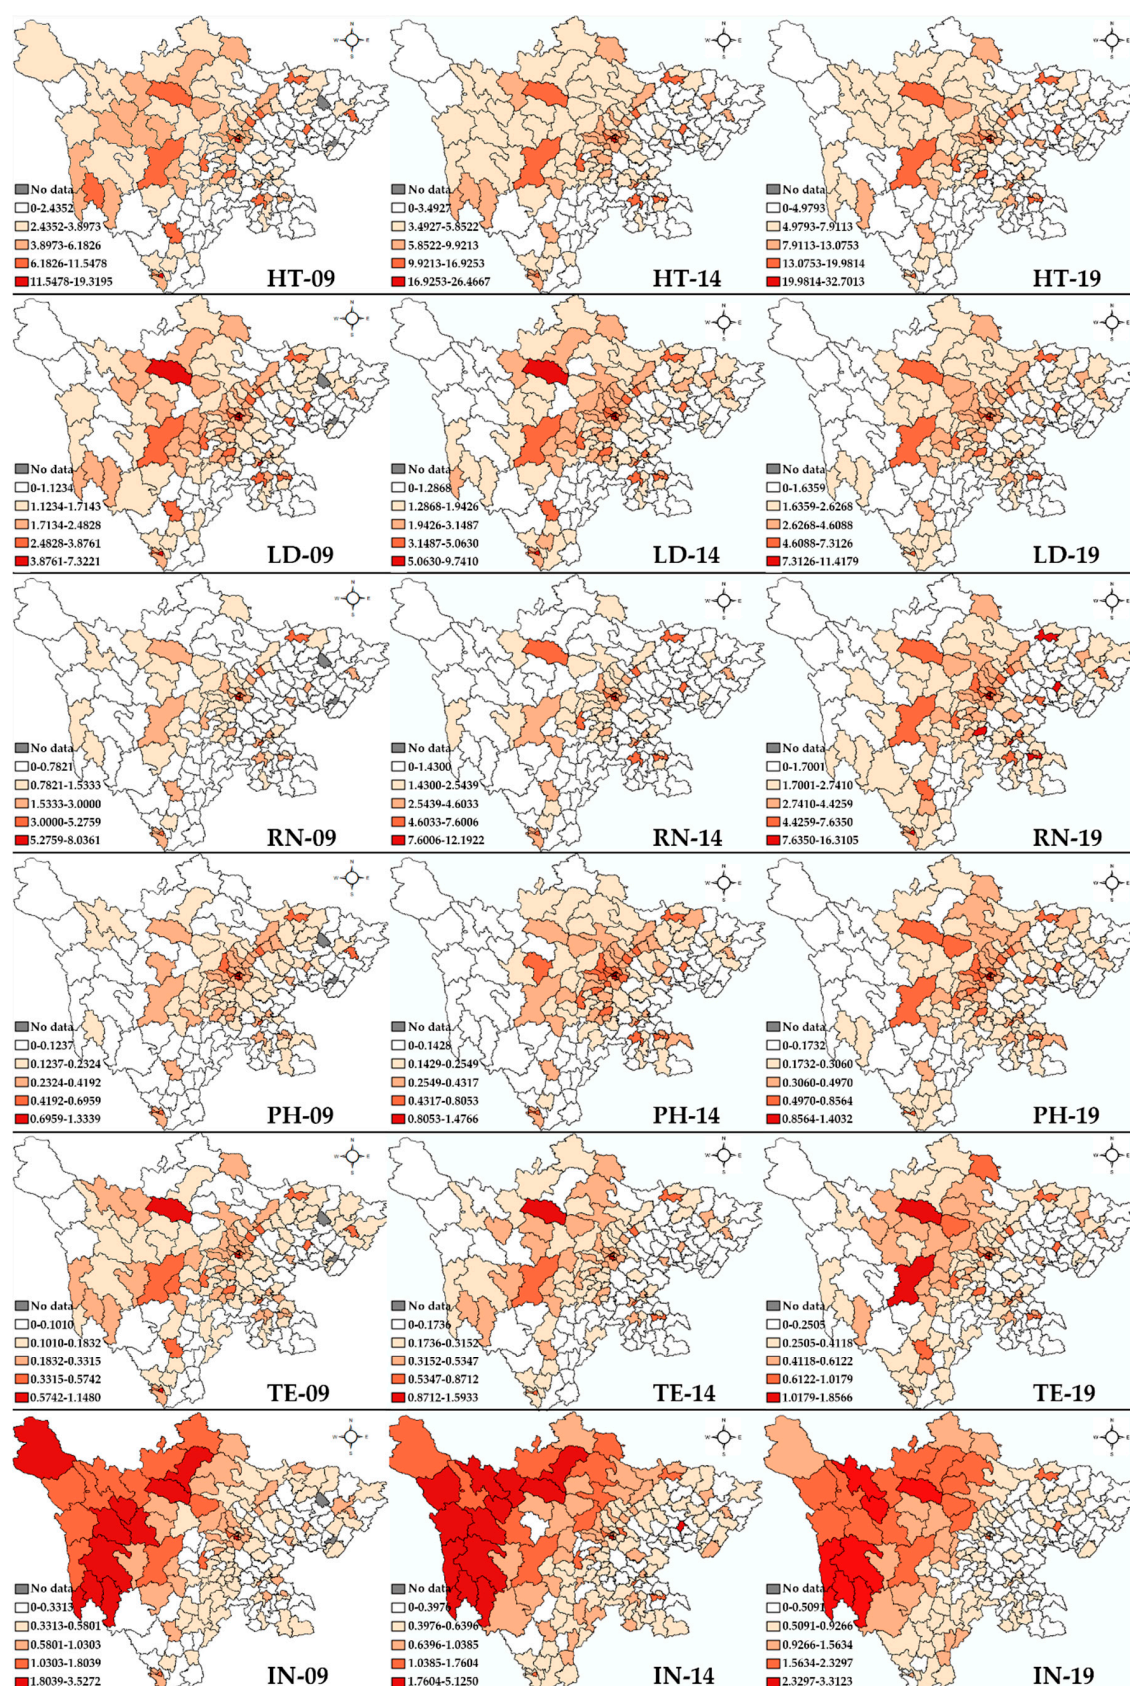 No data
0-2.4352
2.4352-3.8973
3.8973-6.1826
6.1826-11.5478
11.5478-19.3195
HT-09
No data
0-3.4927
3.4927-5.8522
5.8522-9.9213
9.9213-16.9253
16.9253-26.4667
HT-14
No data
0-4.9793
4.9793-7.9113
7.9113-13.0753
13.0753-19.9814
19.9814-32.7013
HT-19
No data
0-1.1234
1.1234-1.7143
1.7134-2.4828
2.4828-3.8761
3.8761-7.3221
LD-09
No data
0-1.2868
1.2868-1.9426
1.9426-3.1487
3.1487-5.0630
5.0630-9.7410
LD-14
No data
0-1.6359
1.6359-2.6268
2.6268-4.6088
4.6088-7.3126
7.3126-11.4179
LD-19
No data
0-0.7821
0.7821-1.5333
1.5333-3.0000
3.0000-5.2759
5.2759-8.0361
RN-09
No data
0-1.4300
1.4300-2.5439
2.5439-4.6033
4.6033-7.6006
7.6006-12.1922
RN-14
No data
0-1.7001
1.7001-2.7410
2.7410-4.4259
4.4259-7.6350
7.6350-16.3105
RN-19
No data
0-0.1237
0.1237-0.2324
0.2324-0.4192
0.4192-0.6959
0.6959-1.3339
PH-09
No data
0-0.1428
0.1429-0.2549
0.2549-0.4317
0.4317-0.8053
0.8053-1.4766
PH-14
No data
0-0.1732
0.1732-0.3060
0.3060-0.4970
0.4970-0.8564
0.8564-1.4032
PH-19
No data
0-0.1010
0.1010-0.1832
0.1832-0.3315
0.3315-0.5742
0.5742-1.1480
TE-09
No data
0-0.1736
0.1736-0.3152
0.3152-0.5347
0.5347-0.8712
0.8712-1.5933
TE-14
No data
0-0.2505
0.2505-0.4118
0.4118-0.6122
0.6122-1.0179
1.0179-1.8566
TE-19
No data
0-0.3313
0.3313-0.5801
0.5801-1.0303
1.0303-1.8039
1.8039-3.5272
IN-09
No data
0-0.3976
0.3976-0.6396
0.6396-1.0385
1.0385-1.7604
1.7604-5.1250
IN-14
No data
0-0.5091
0.5091-0.9266
0.9266-1.5634
1.5634-2.3297
2.3297-3.3123
IN-19